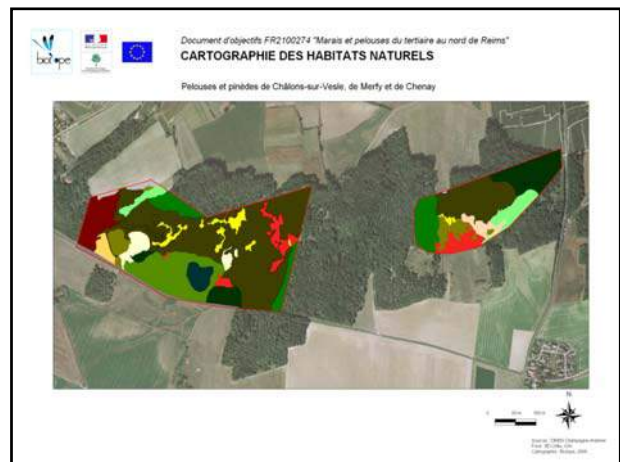 Document d'objectifs FR2100274 "Marais et pelouses du tertiaire au nord de Reims"
CARTOGRAPHIE DES HABITATS NATURELS
biotope
Pelouses et pinèdes de Châlons-sur-Vesle, de Merfy et de Chenay
N
0